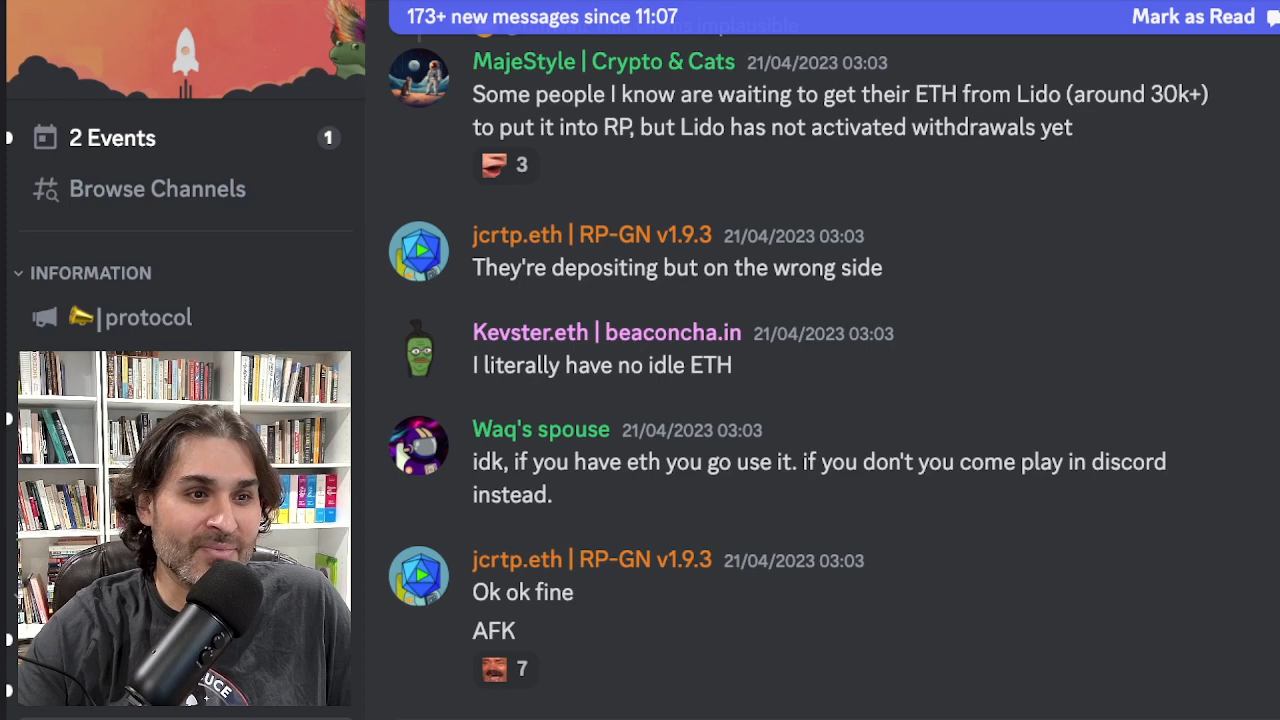 173+ new messages since 11:07
Mark as Read
implausible
2 Events
1
Browse Channels
INFORMATION
protocol
MajeStyle | Crypto & Cats 21/04/2023 03:03
Some people I know are waiting to get their ETH from Lido (around 30k+)
to put it into RP, but Lido has not activated withdrawals yet
3
jcrtp.eth | RP-GN v1.9.3 21/04/2023 03:03
They're depositing but on the wrong side
Kevster.eth | beaconcha.in 21/04/2023 03:03
I literally have no idle ETH
Waq's spouse 21/04/2023 03:03
idk, if you have eth you go use it. if you don't you come play in discord
instead.
jcrtp.eth | RP-GN v1.9.3 21/04/2023 03:03
Ok ok fine
AFK
7